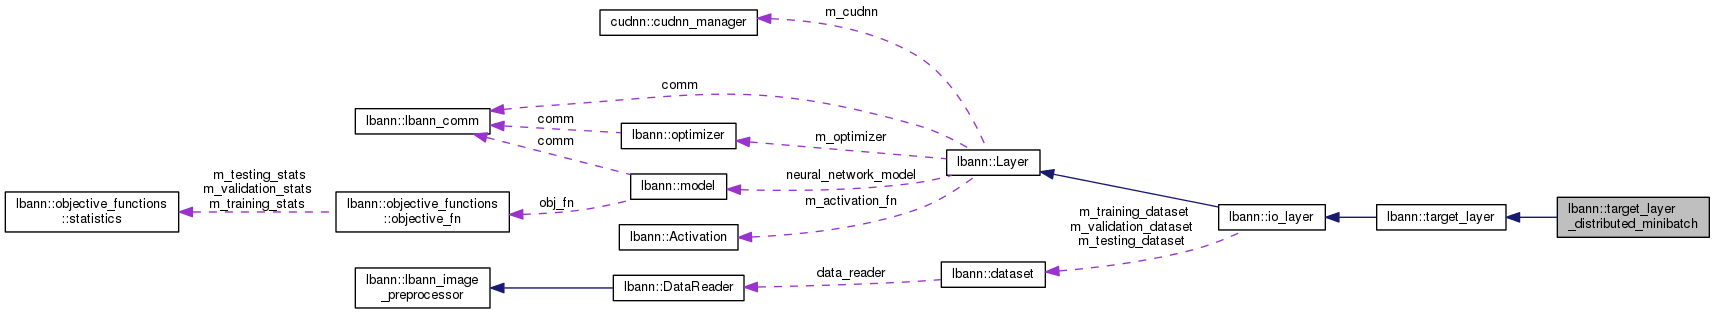 cudnn::cudnn_manager
m_cudnn
comm
lbann::lbann_comm
comm
lbann::optimizer
m_optimizer
comm
lbann::Layer
m_testing_stats
m_validation_stats
m_training_stats
lbann::objective_functions
::statistics
lbann::objective_functions
::objective_fn
obj_fn
lbann::model
neural_network_model
m_activation_fn
lbann::Activation
m_training_dataset
m_validation_dataset
m_testing_dataset
lbann::io_layer
lbann::target_layer
lbann::target_layer
_distributed_minibatch
lbann::lbann_image
_preprocessor
lbann::DataReader
data_reader
lbann::dataset